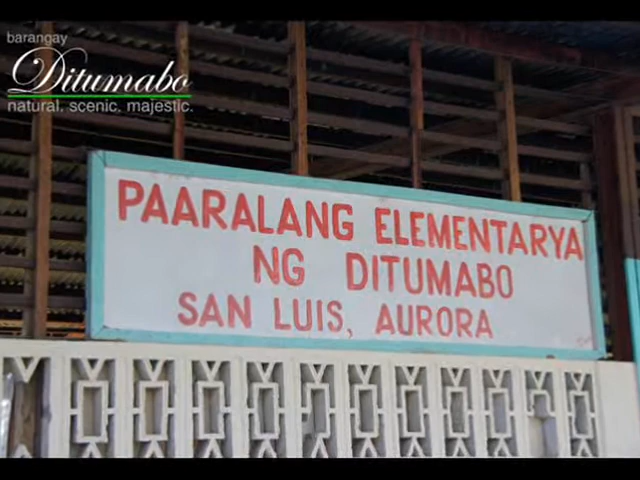 barangay
Ditumabo
natural. scenic. majestic.
PAARALANG ELEMENTARYA
NG DITUMABO
SAN LUIS, AURORA